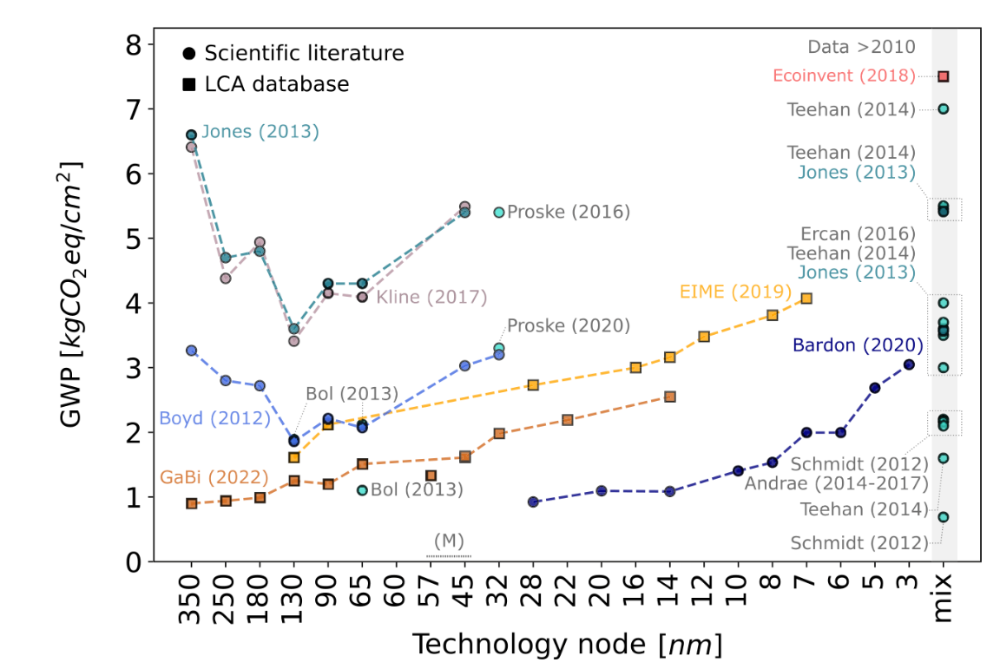 8
7
6
5
4
3
2
1
0
GWP [kgCO₂eq/cm²]
Scientific literature
LCA database
Jones (2013)
Kline (2017)
Proske (2016)
Proske (2020)
Boyd (2012)
Bol (2013)
GaBi (2022)
Bol (2013)
(M)
EIME (2019)
Bardon (2020)
Data >2010
Ecoinvent (2018)
Teehan (2014)
Teehan (2014)
Jones (2013)
Ercan (2016)
Teehan (2014)
Jones (2013)
Schmidt (2012)
Andrae (2014-2017)
Teehan (2014)
Schmidt (2012)
350
250
180
130
90
65
60
57
45
32
28
22
20
16
14
12
10
8
7
6
5
3
mix
Technology node [nm]